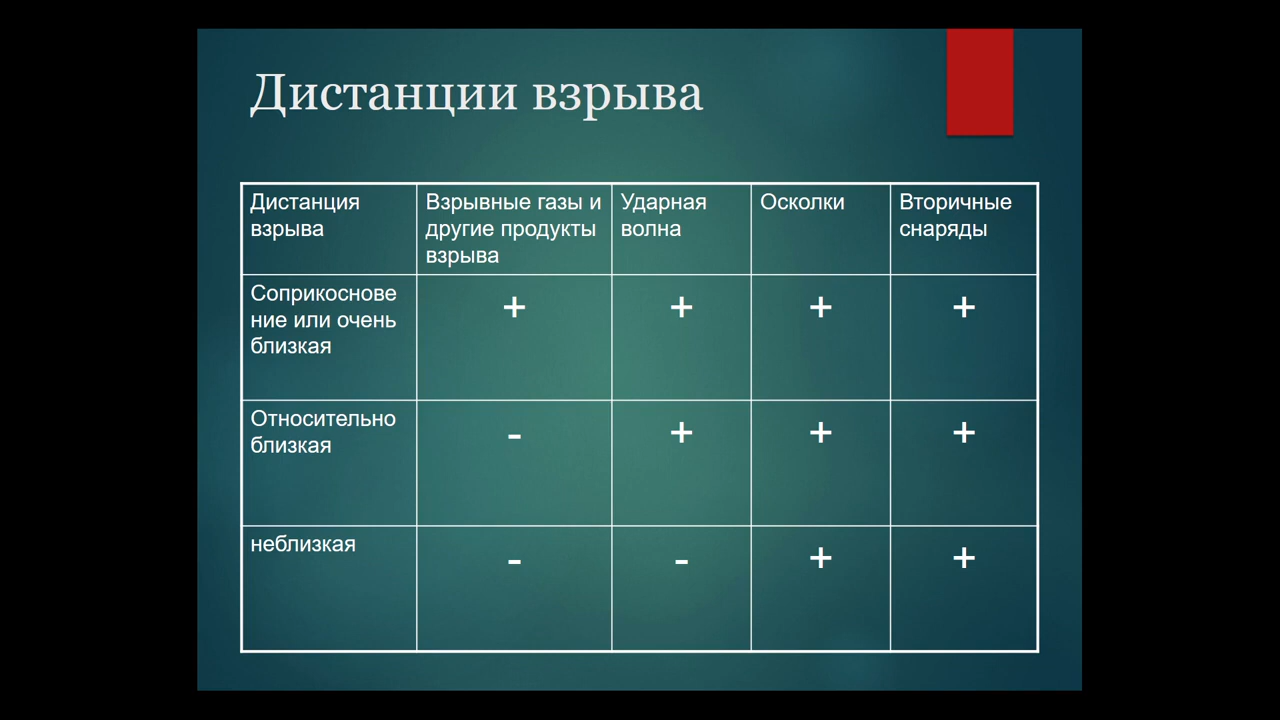 Дистанции взрыва
Дистанция
взрыва
Взрывные газы и
другие продукты
взрыва
Ударная
волна
Осколки
Вторичные
снаряды
Соприкоснове
ние или очень
близкая
+
+
+
+
Относительно
близкая
-
+
+
+
неблизкая
-
-
+
+